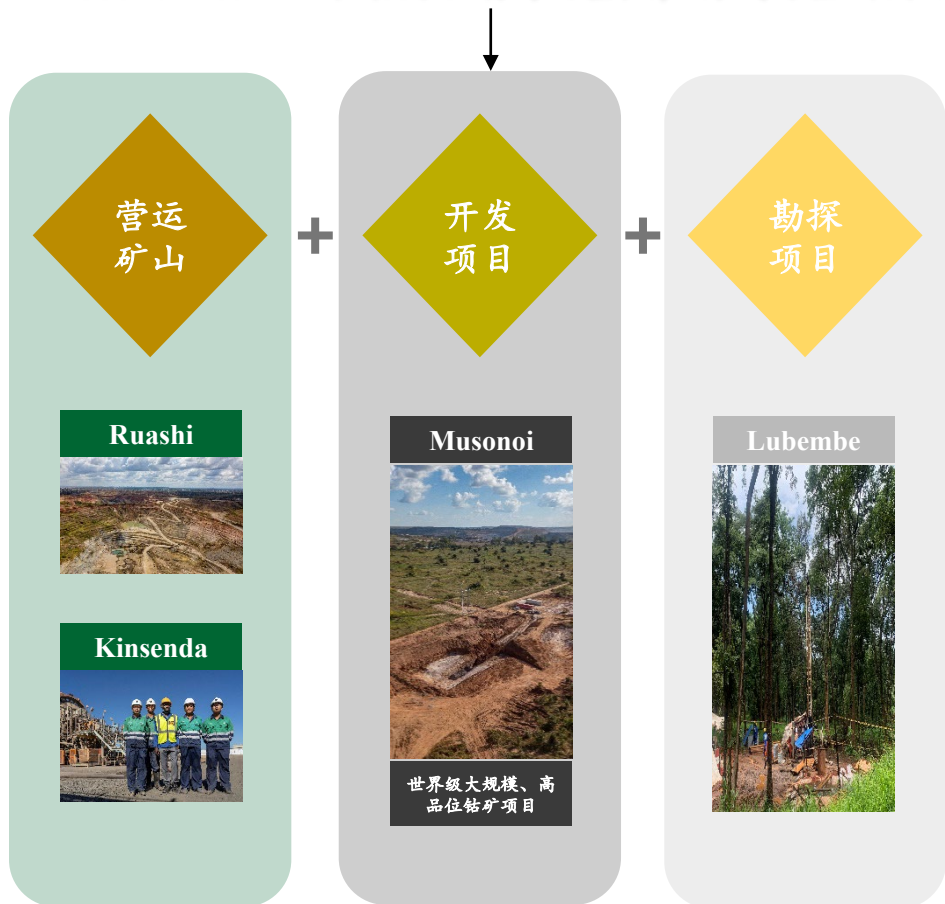 营运
矿山
+
开发
项目
+
勘探
项目
Ruashi
Kinsenda
Musonoi
世界级大规模、高
品位钴矿项目
Lubembe